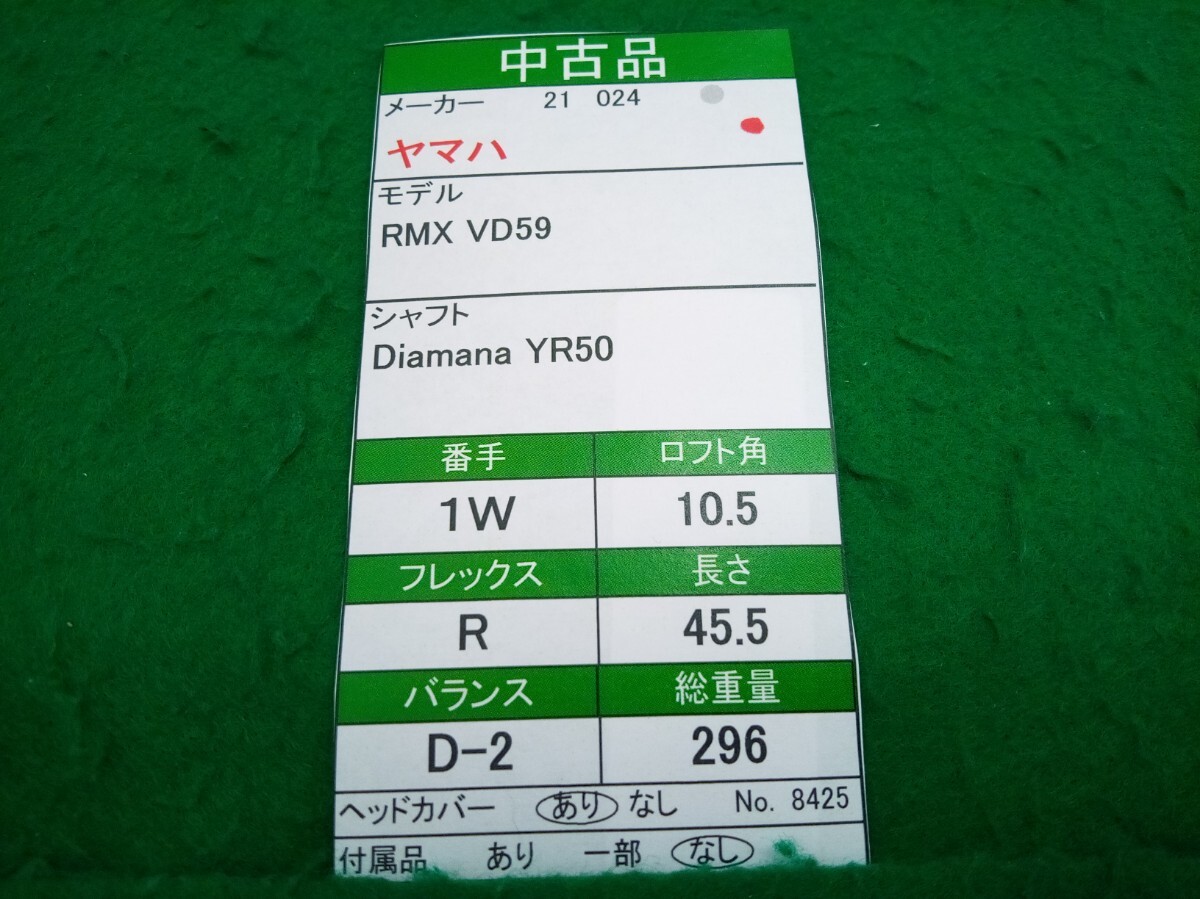 中古品
メーカー 21 024
ヤマハ
モデル
RMX VD59
シャフト
Diamana YR50
番手 ロフト角
1W 10.5
フレックス 長さ
R 45.5
バランス 総重量
D-2 296
ヘッドカバー あり なし No. 8425
付属品 あり 一部 なし